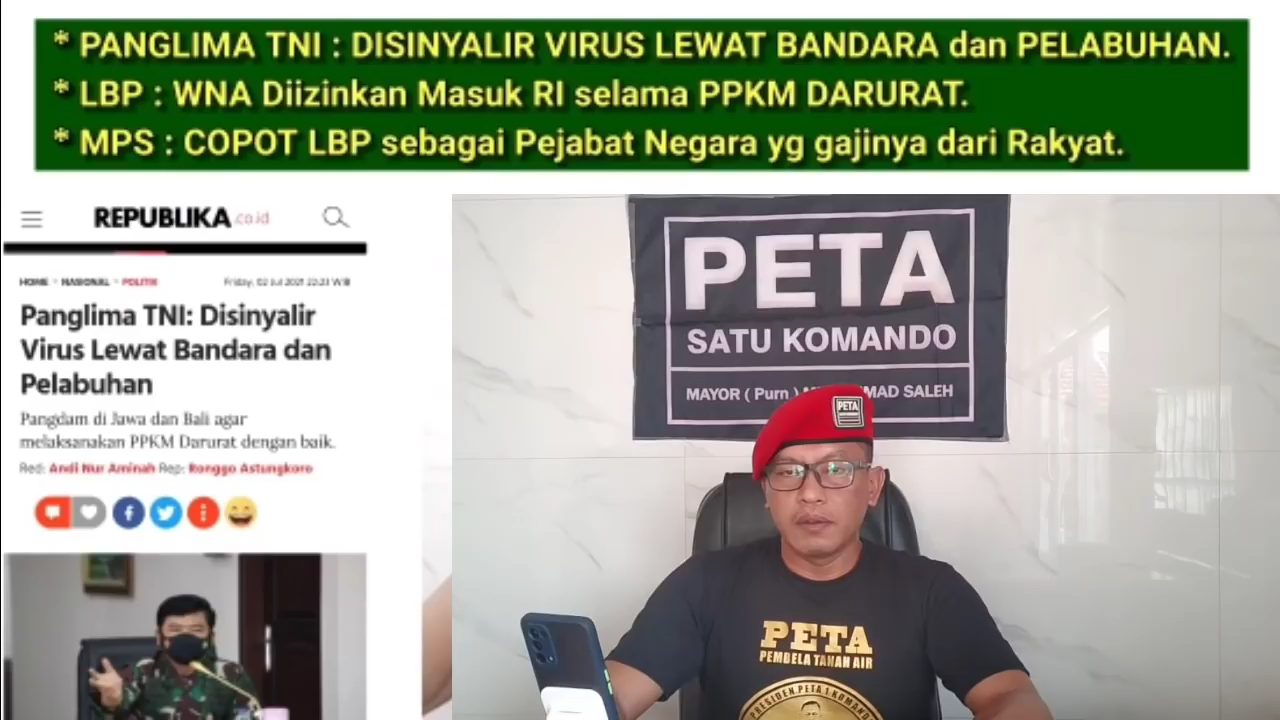 * PANGLIMA TNI : DISINYALIR VIRUS LEWAT BANDARA dan PELABUHAN.
* LBP : WNA Diizinkan Masuk RI selama PPKM DARURAT.
* MPS : COPOT LBP sebagai Pejabat Negara yg gajinya dari Rakyat.
REPUBLIKA.co.id
HOME - NASIONAL - POLITIK
Friday, 02 Jul 2021 22:23 WIB
Panglima TNI: Disinyalir
Virus Lewat Bandara dan
Pelabuhan
Pangdam di Jawa dan Bali agar
melaksanakan PPKM Darurat dengan baik.
Red: Andi Nur Aminah Rep: Ronggo Astungkoro
PETA
SATU KOMANDO
MAYOR ( Purn ) SALEH
PETA
PETA
PEMBELA TANAH AIR
PRESIDEN PETA 1 KOMANDO